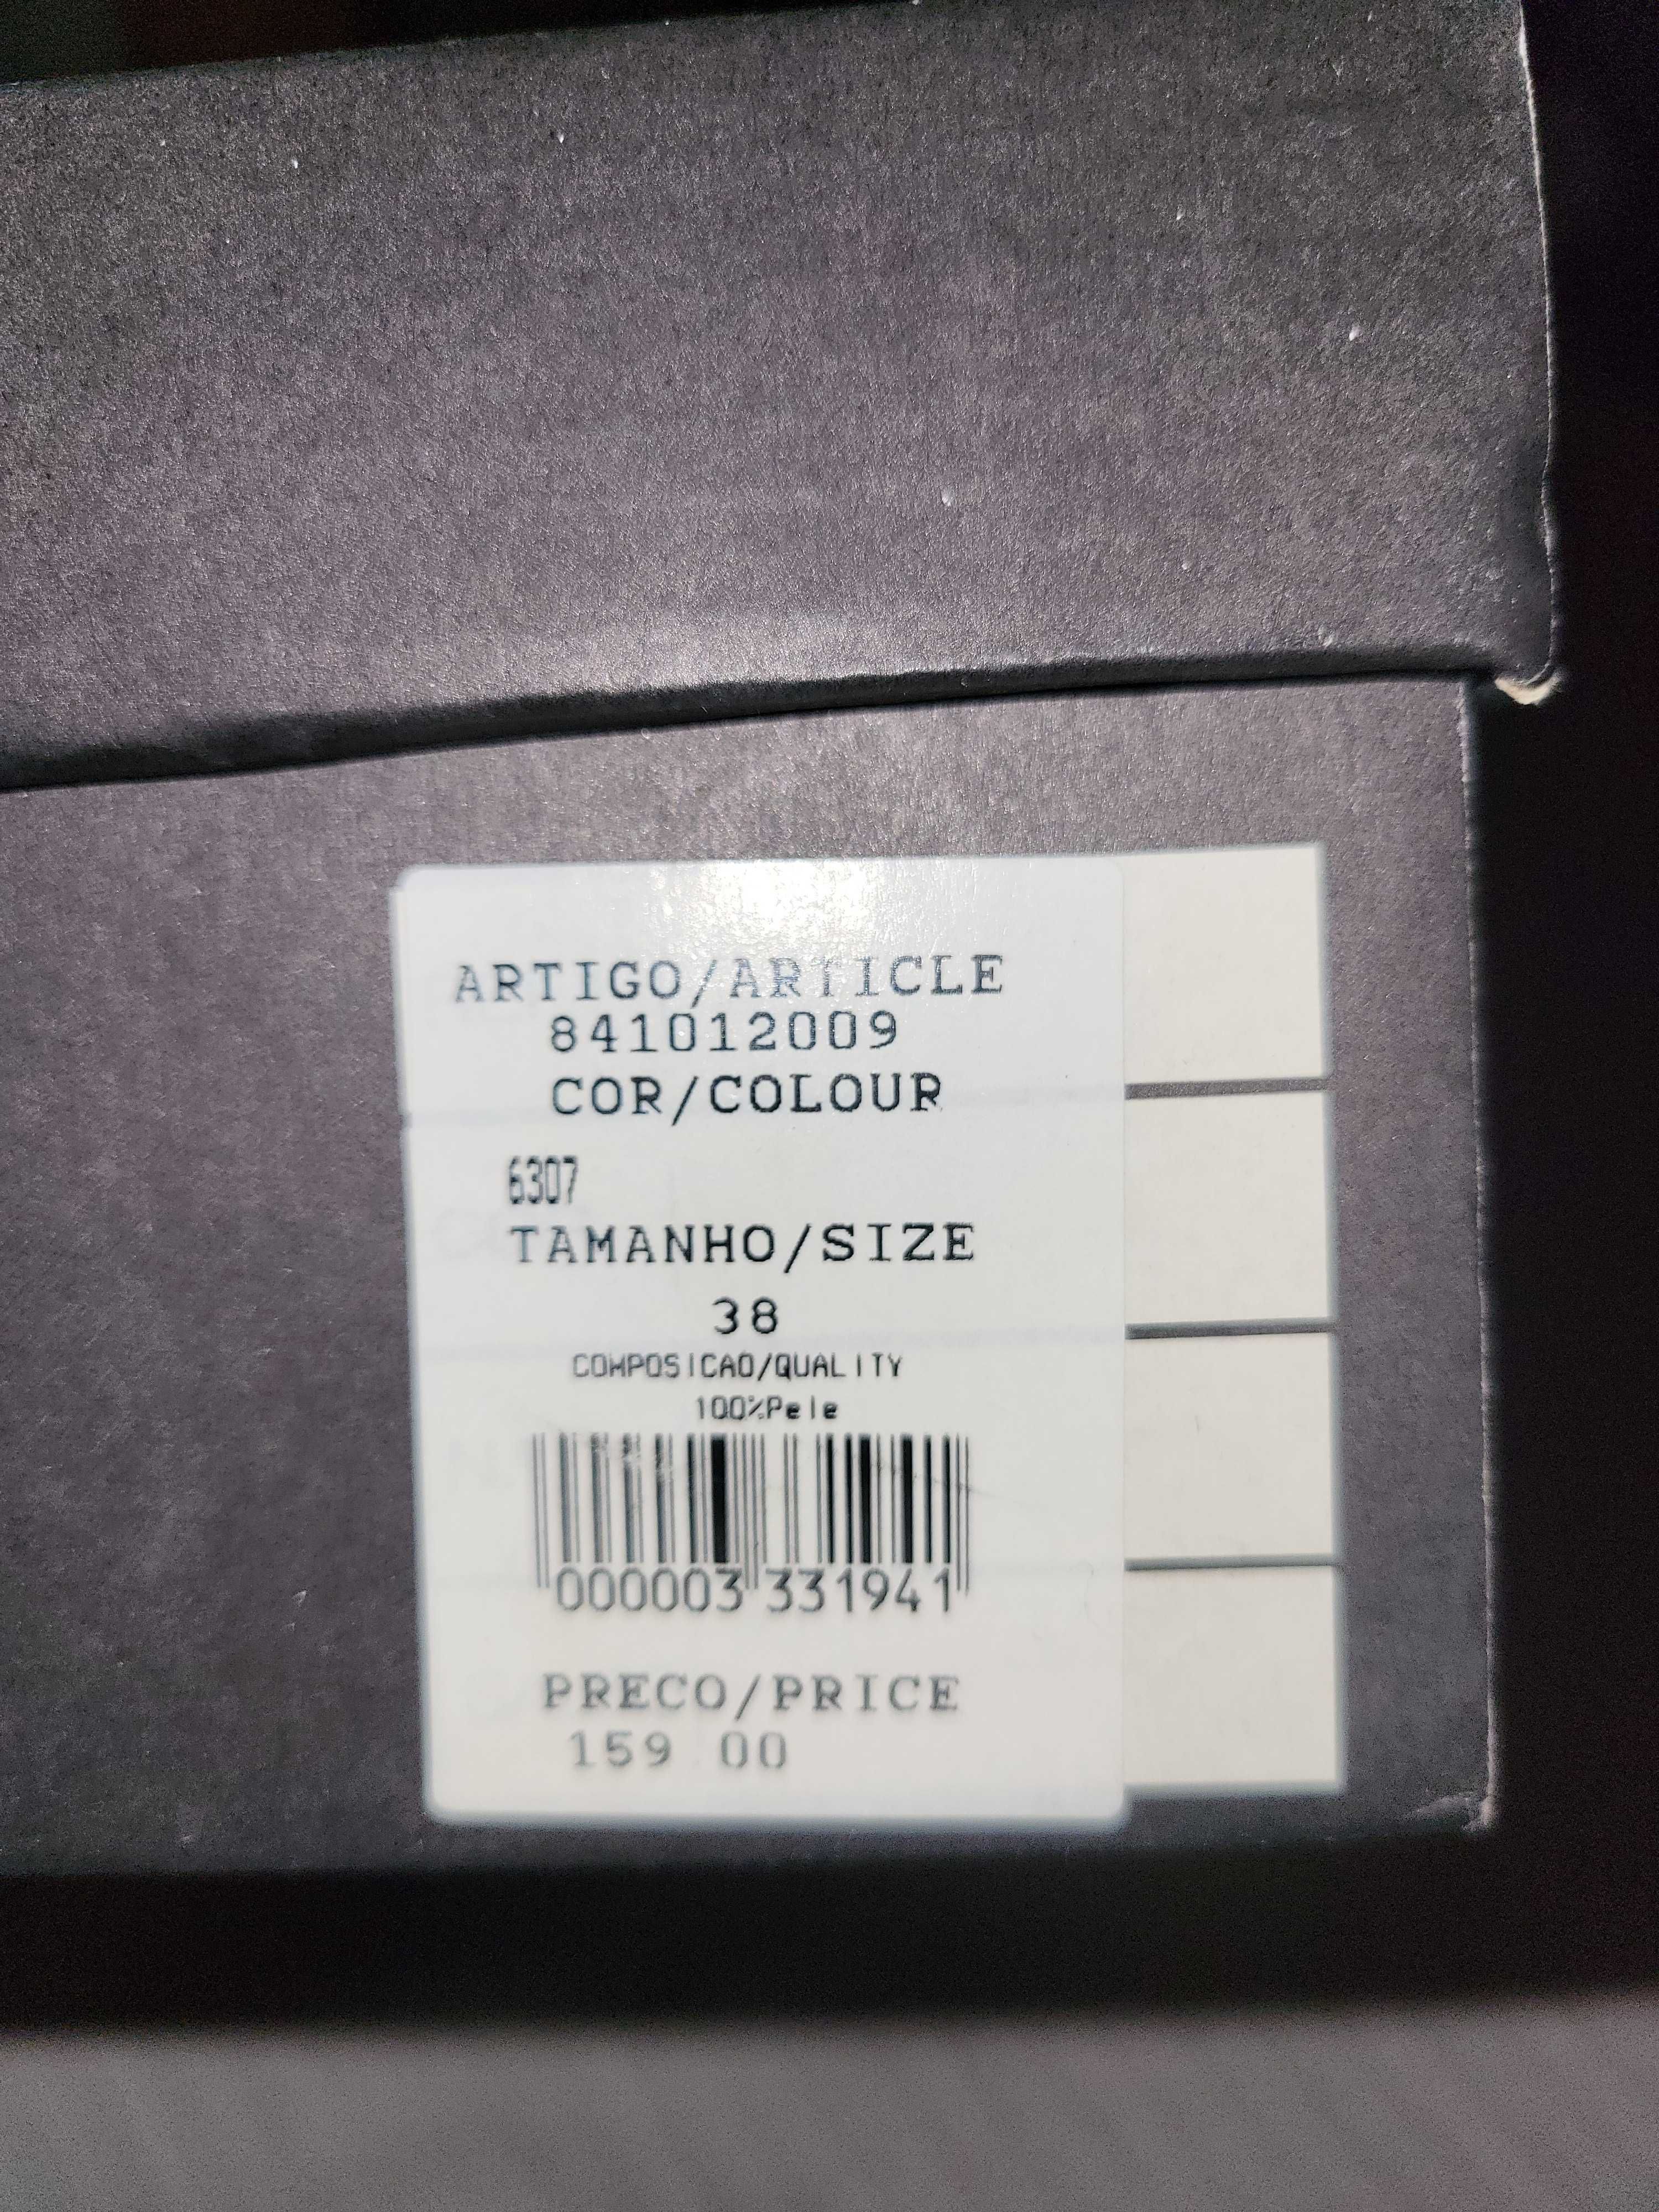 ARTIGO/ARTICLE
841012009
COR/COLOUR
6307
TAMANHO/SIZE
38
COMPOSICAO/QUALITY
100%Pele
000003 331941
PRECO/PRICE
159 00